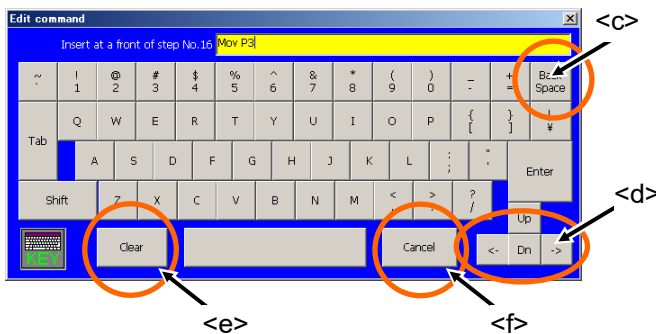 Edit command
<c>
Insert at a front of step No.16 Mov P3
~ ! @ # $ % ^ & * ( ) _ + Back
` 1 2 3 4 5 6 7 8 9 0 - = Space
Q W E R T Y U I O P { } |
[ ] ¥
Tab
A S D F G H J K L : "
; '
Enter
Shift Z X C V B N M < > ?
, . /
<d>
Up
KEY Clear Cancel <- Dn ->
<e> <f>